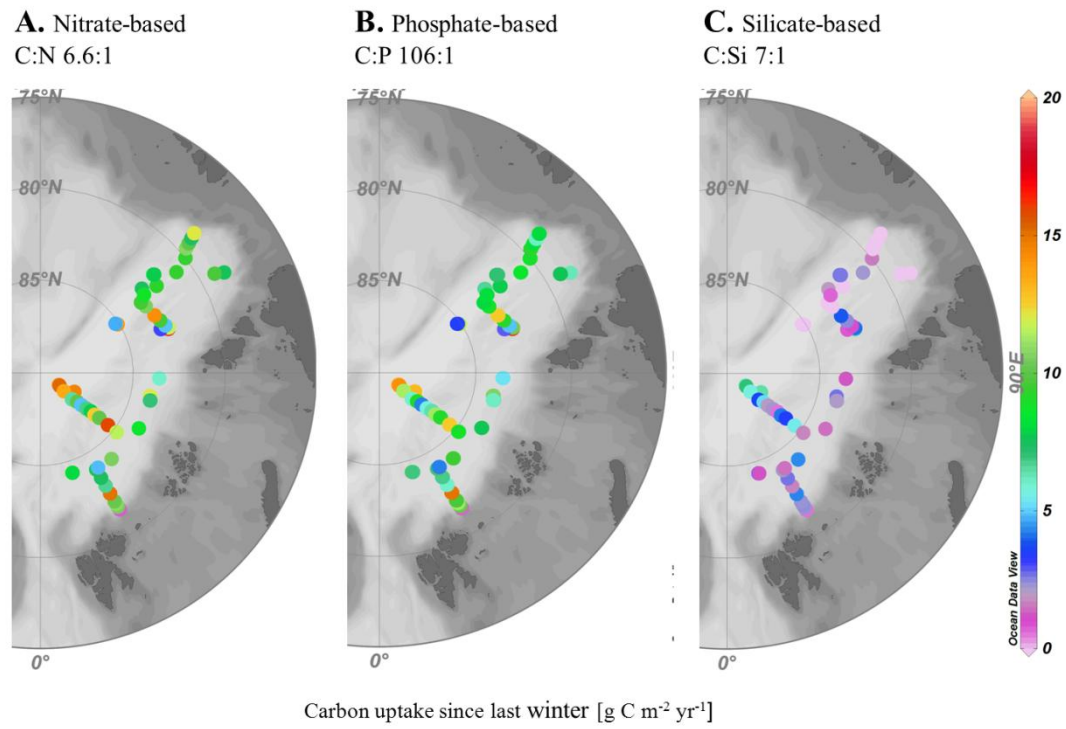 A. Nitrate-based
C:N 6.6:1
B. Phosphate-based
C:P 106:1
C. Silicate-based
C:Si 7:1
75°N
80°N
85°N
0°
75°N
80°N
85°N
0°
75°N
80°N
85°N
0°
90°E
20
15
10
5
0
Ocean Data View
Carbon uptake since last winter [g C m⁻² yr⁻¹]